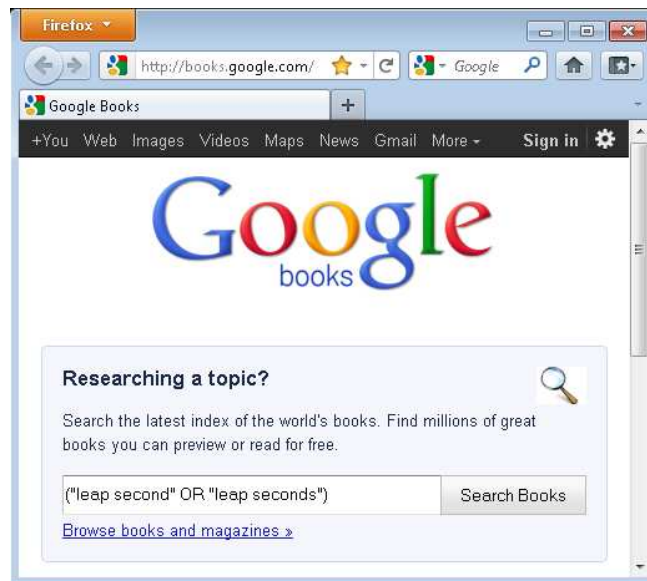 Firefox
http://books.google.com/ Google
Google Books
+You Web Images Videos Maps News Gmail More Sign in
Google
books
Researching a topic?
Search the latest index of the world's books. Find millions of great
books you can preview or read for free.
("leap second" OR "leap seconds") Search Books
Browse books and magazines »